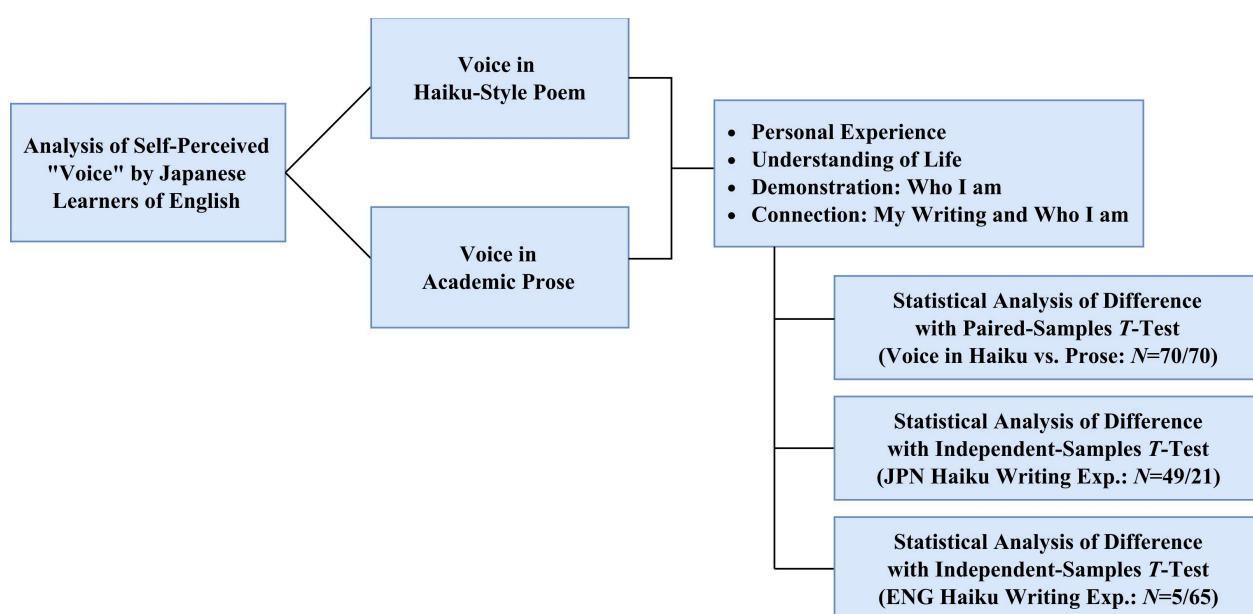 Analysis of Self-Perceived
"Voice" by Japanese
Learners of English
Voice in
Haiku-Style Poem
Voice in
Academic Prose
• Personal Experience
• Understanding of Life
• Demonstration: Who I am
• Connection: My Writing and Who I am
Statistical Analysis of Difference
with Paired-Samples T-Test
(Voice in Haiku vs. Prose: N=70/70)
Statistical Analysis of Difference
with Independent-Samples T-Test
(JPN Haiku Writing Exp.: N=49/21)
Statistical Analysis of Difference
with Independent-Samples T-Test
(ENG Haiku Writing Exp.: N=5/65)